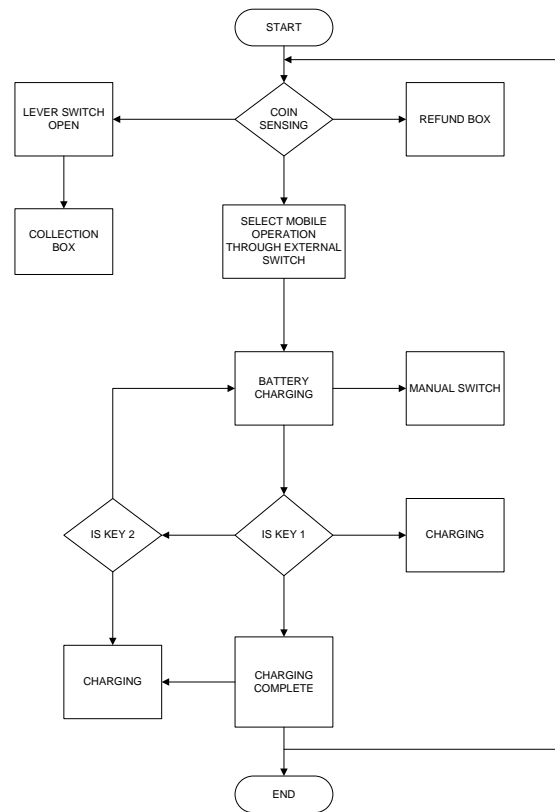 START
COIN
SENSING
LEVER SWITCH
OPEN
REFUND BOX
COLLECTION
BOX
SELECT MOBILE
OPERATION
THROUGH EXTERNAL
SWITCH
BATTERY
CHARGING
MANUAL SWITCH
IS KEY 2
IS KEY 1
CHARGING
CHARGING
CHARGING
COMPLETE
END